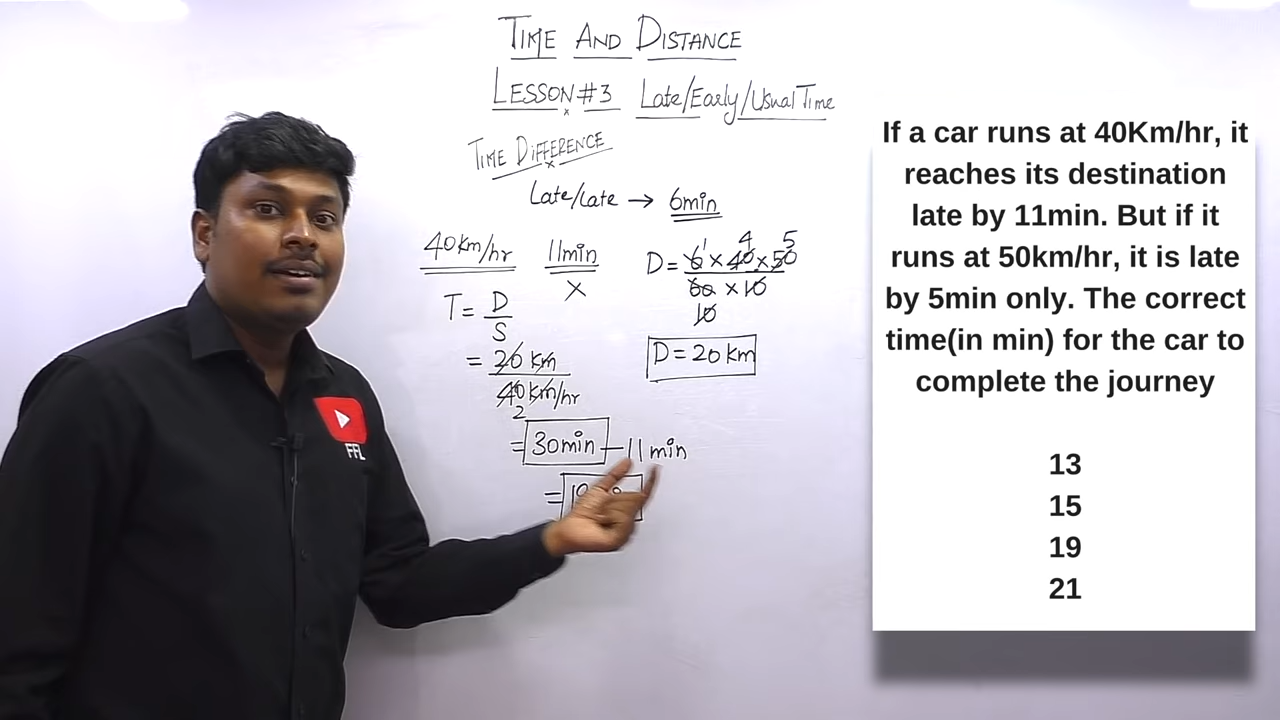 TIME AND DISTANCE
LESSON #3 Late/Early/Usual Time
TIME DIFFERENCE
Late/Late → 6min
40km/hr 11min
X
T = D/S
= 20 km / 40 km/hr
2
= 30min - 11 min
=
D = 6 1 × 40 4 × 50 5 / 60 × 10
10
D = 20 km
FFL
If a car runs at 40Km/hr, it
reaches its destination
late by 11min. But if it
runs at 50km/hr, it is late
by 5min only. The correct
time(in min) for the car to
complete the journey
13
15
19
21